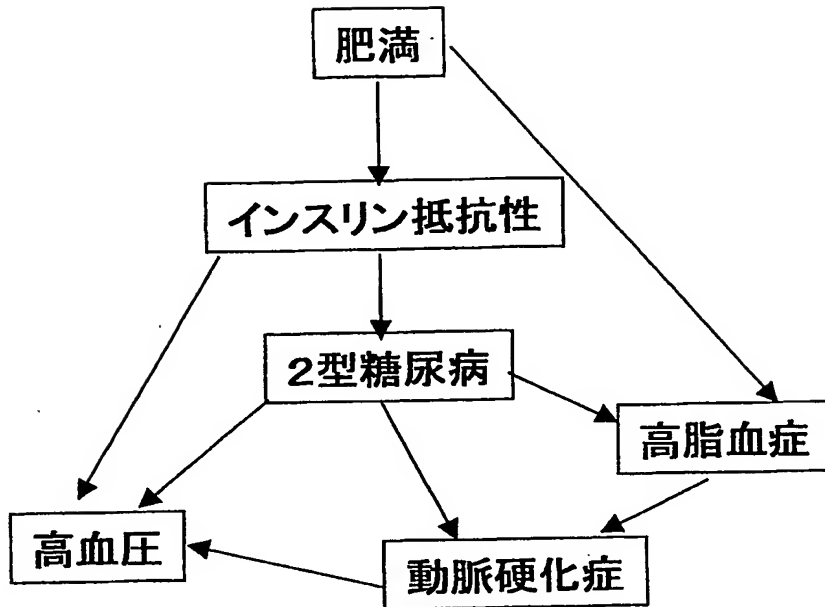 肥満
インスリン抵抗性
2型糖尿病
高脂血症
高血圧
動脈硬化症